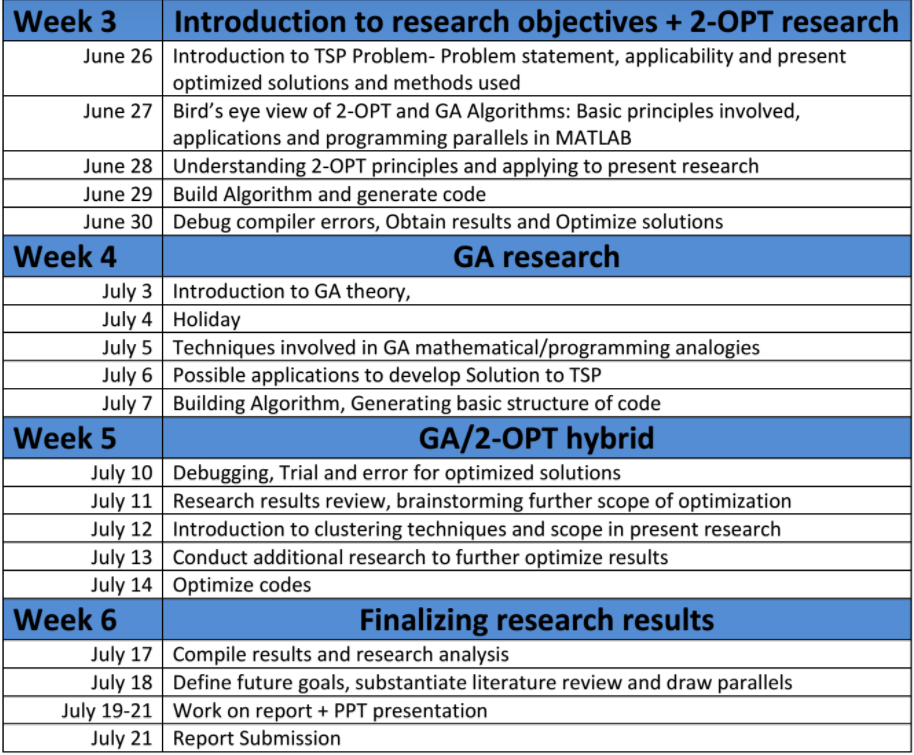 Week 3 Introduction to research objectives + 2-OPT research
June 26 Introduction to TSP Problem- Problem statement, applicability and present
optimized solutions and methods used
June 27 Bird’s eye view of 2-OPT and GA Algorithms: Basic principles involved,
applications and programming parallels in MATLAB
June 28 Understanding 2-OPT principles and applying to present research
June 29 Build Algorithm and generate code
June 30 Debug compiler errors, Obtain results and Optimize solutions
Week 4 GA research
July 3 Introduction to GA theory,
July 4 Holiday
July 5 Techniques involved in GA mathematical/programming analogies
July 6 Possible applications to develop Solution to TSP
July 7 Building Algorithm, Generating basic structure of code
Week 5 GA/2-OPT hybrid
July 10 Debugging, Trial and error for optimized solutions
July 11 Research results review, brainstorming further scope of optimization
July 12 Introduction to clustering techniques and scope in present research
July 13 Conduct additional research to further optimize results
July 14 Optimize codes
Week 6 Finalizing research results
July 17 Compile results and research analysis
July 18 Define future goals, substantiate literature review and draw parallels
July 19-21 Work on report + PPT presentation
July 21 Report Submission